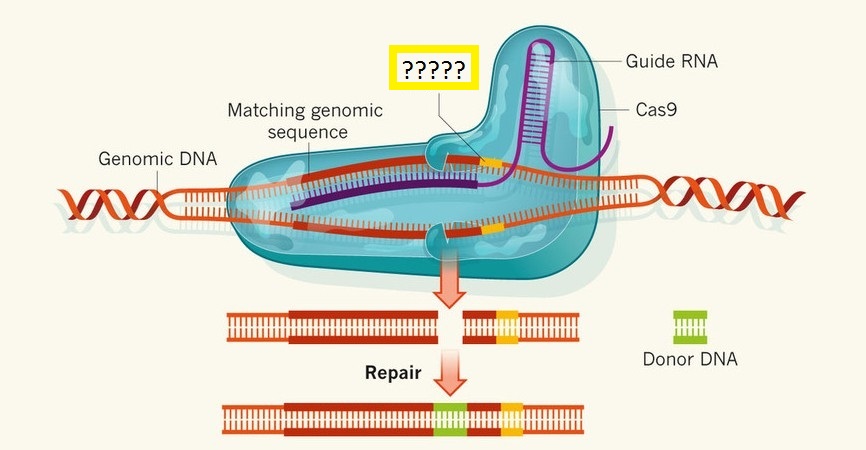 ?????
Guide RNA
Cas9
Matching genomic
sequence
Genomic DNA
Donor DNA
Repair